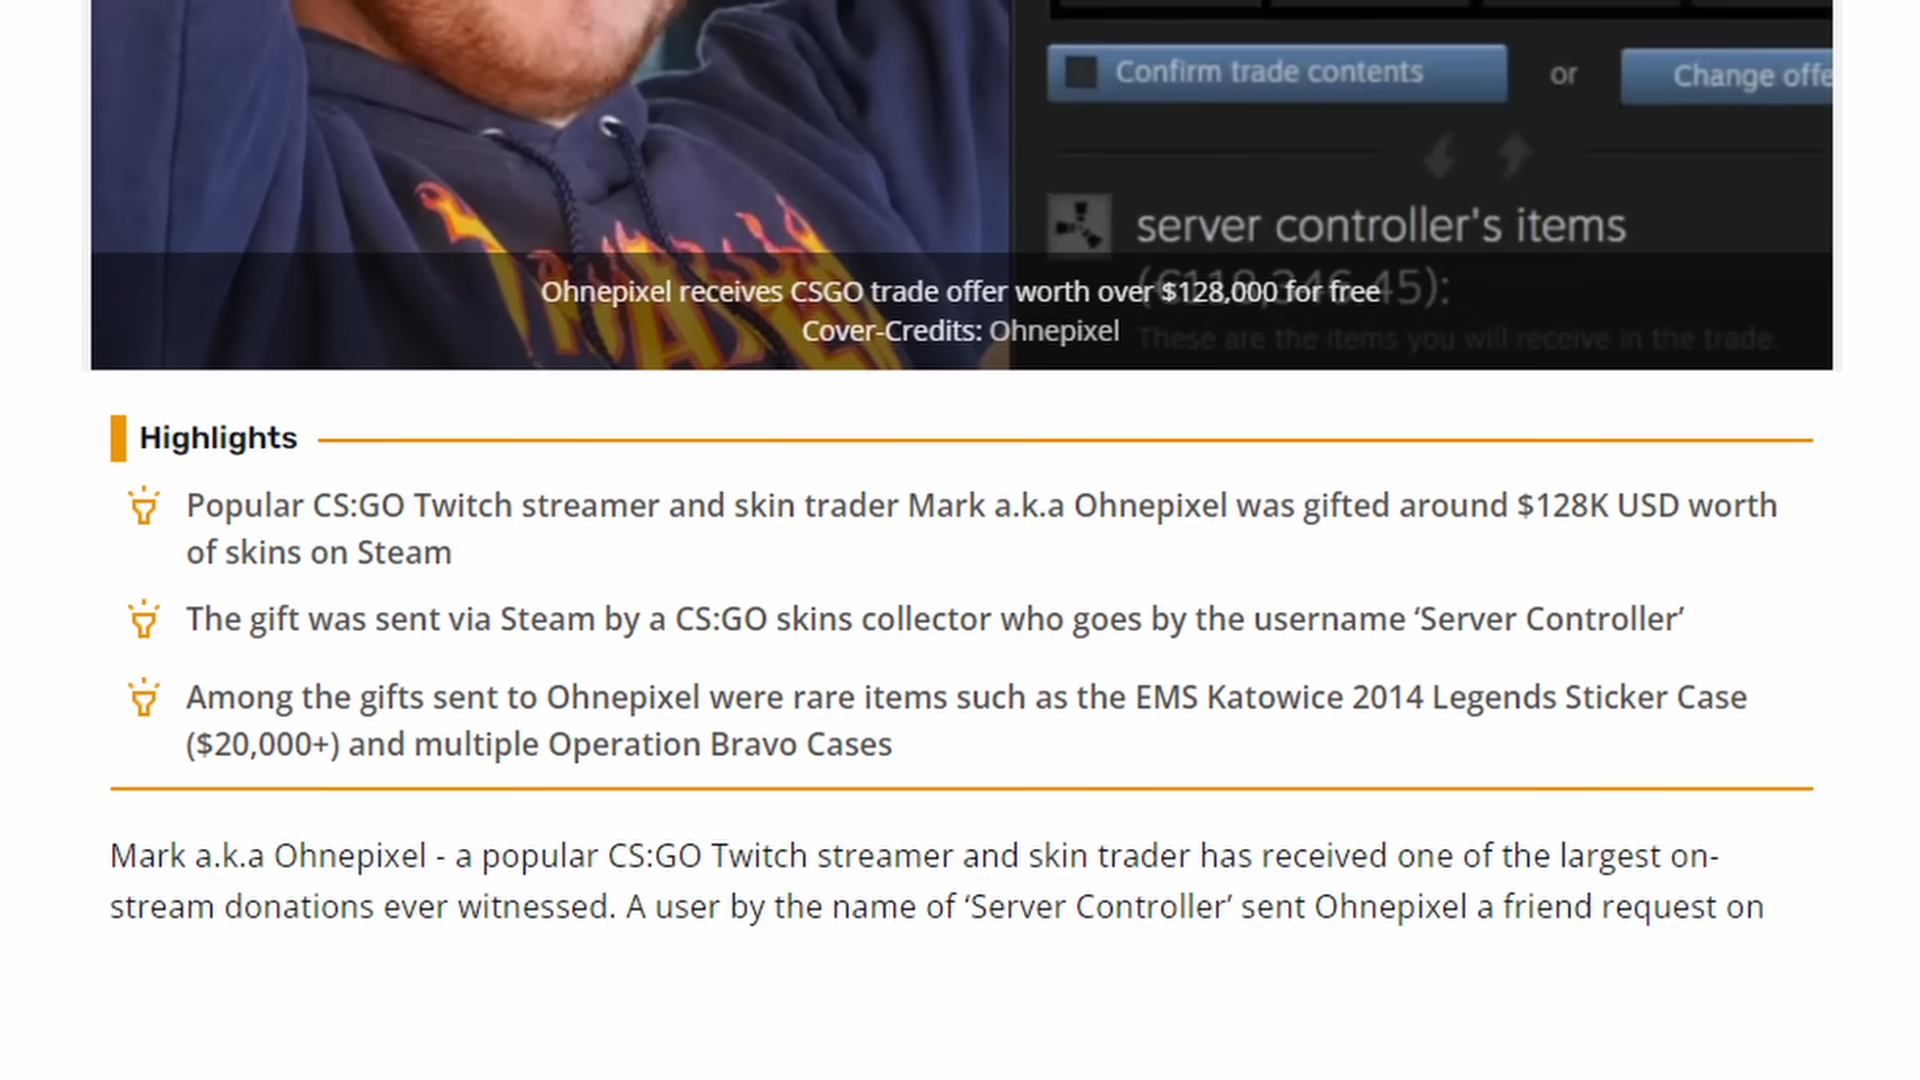 Confirm trade contents or Change offe
server controller's items
(€118,346.45):
Ohnepixel receives CSGO trade offer worth over $128,000 for free
Cover-Credits: Ohnepixel
These are the items you will receive in the trade.
Highlights
Popular CS:GO Twitch streamer and skin trader Mark a.k.a Ohnepixel was gifted around $128K USD worth
of skins on Steam
The gift was sent via Steam by a CS:GO skins collector who goes by the username ‘Server Controller’
Among the gifts sent to Ohnepixel were rare items such as the EMS Katowice 2014 Legends Sticker Case
($20,000+) and multiple Operation Bravo Cases
Mark a.k.a Ohnepixel - a popular CS:GO Twitch streamer and skin trader has received one of the largest on-
stream donations ever witnessed. A user by the name of ‘Server Controller’ sent Ohnepixel a friend request on